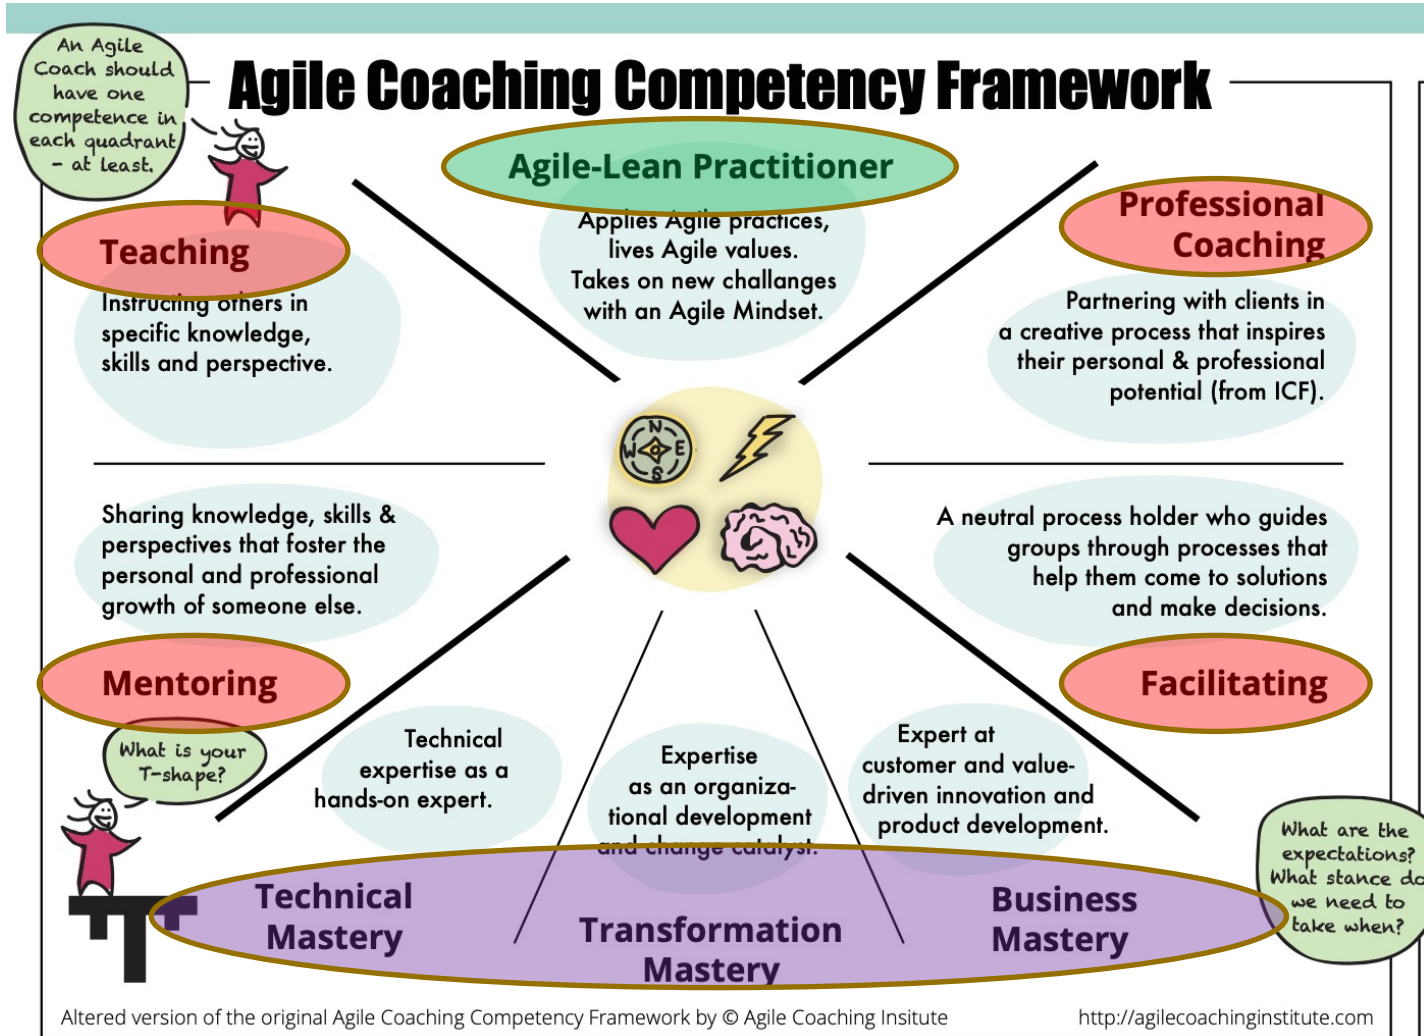 An Agile
Coach should
have one
competence in
each quadrant
- at least.
Agile Coaching Competency Framework
Agile-Lean Practitioner
Applies Agile practices,
lives Agile values.
Takes on new challanges
with an Agile Mindset.
Teaching
Instructing others in
specific knowledge,
skills and perspective.
Professional
Coaching
Partnering with clients in
a creative process that inspires
their personal & professional
potential (from ICF).
N
W E
S
Sharing knowledge, skills &
perspectives that foster the
personal and professional
growth of someone else.
Mentoring
A neutral process holder who guides
groups through processes that
help them come to solutions
and make decisions.
Facilitating
What is your
T-shape?
Technical
expertise as a
hands-on expert.
Technical
Mastery
Expertise
as an organiza-
tional development
and change catalyst.
Transformation
Mastery
Expert at
customer and value-
driven innovation and
product development.
Business
Mastery
What are the
expectations?
What stance do
we need to
take when?
Altered version of the original Agile Coaching Competency Framework by © Agile Coaching Insitute
http://agilecoachinginstitute.com